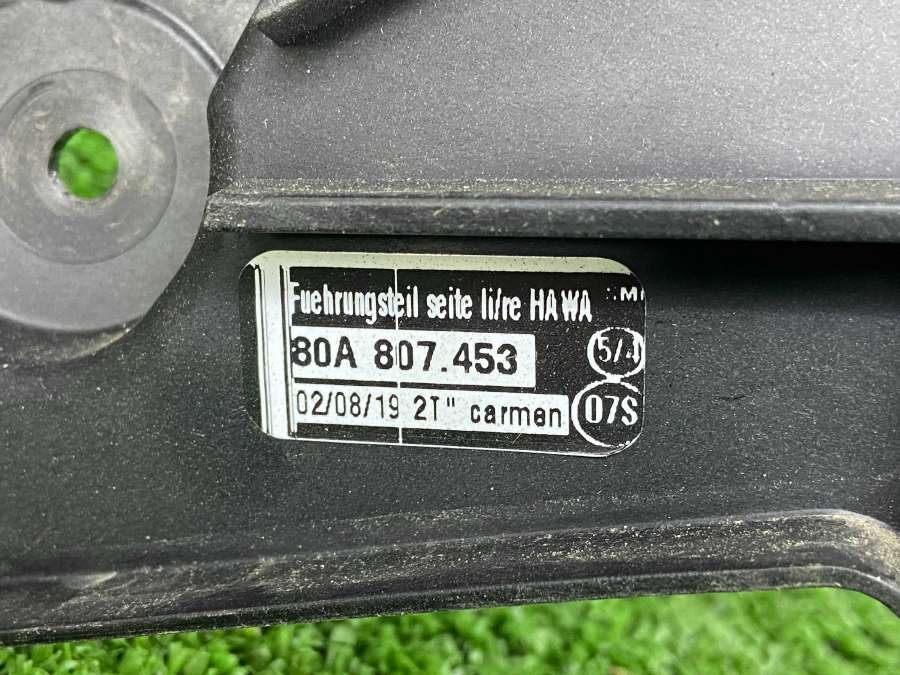 Fuehrungsteil seite li/re HAWA
80A 807.453
5/4
02/08/19 2T" carmen
07S